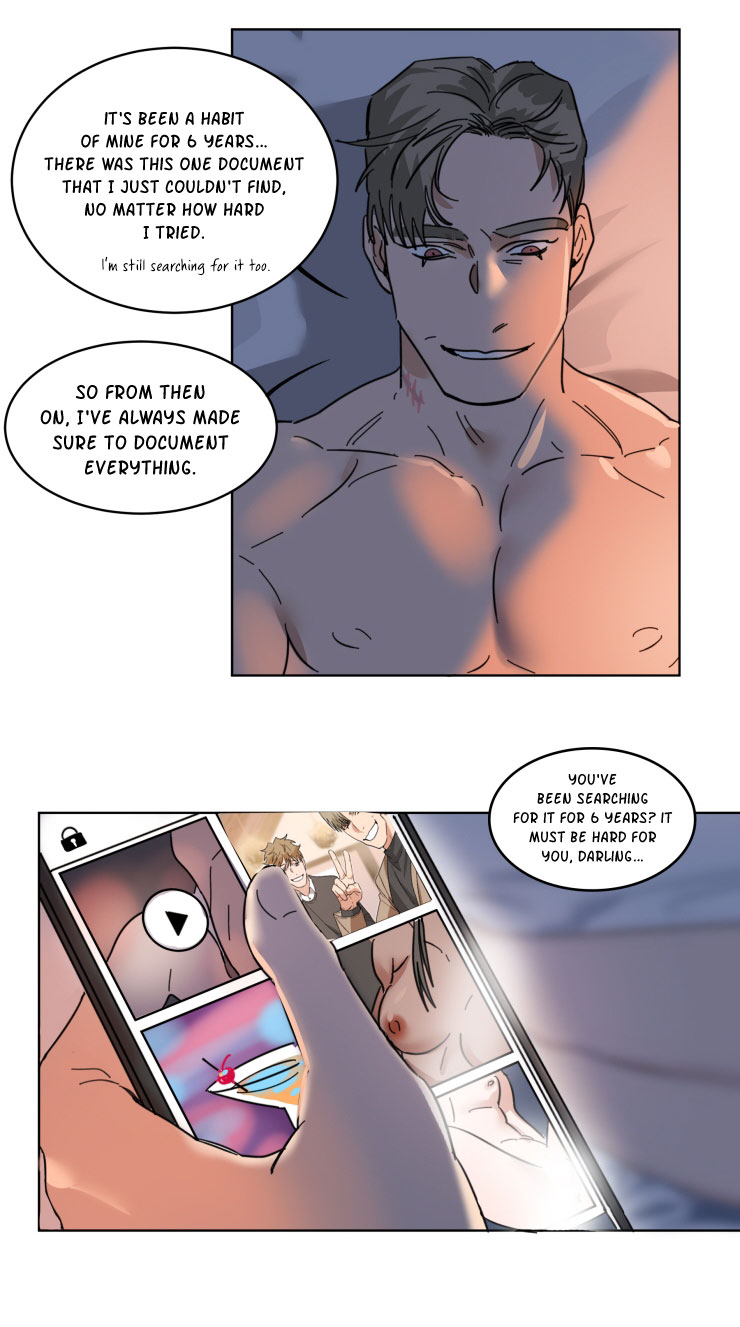 IT'S BEEN A HABIT
OF MINE FOR 6 YEARS...
THERE WAS THIS ONE DOCUMENT
THAT I JUST COULDN'T FIND,
NO MATTER HOW HARD
I TRIED.
I'm still searching for it too.
SO FROM THEN
ON, I'VE ALWAYS MADE
SURE TO DOCUMENT
EVERYTHING.
YOU'VE
BEEN SEARCHING
FOR IT FOR 6 YEARS? IT
MUST BE HARD FOR
YOU, DARLING...